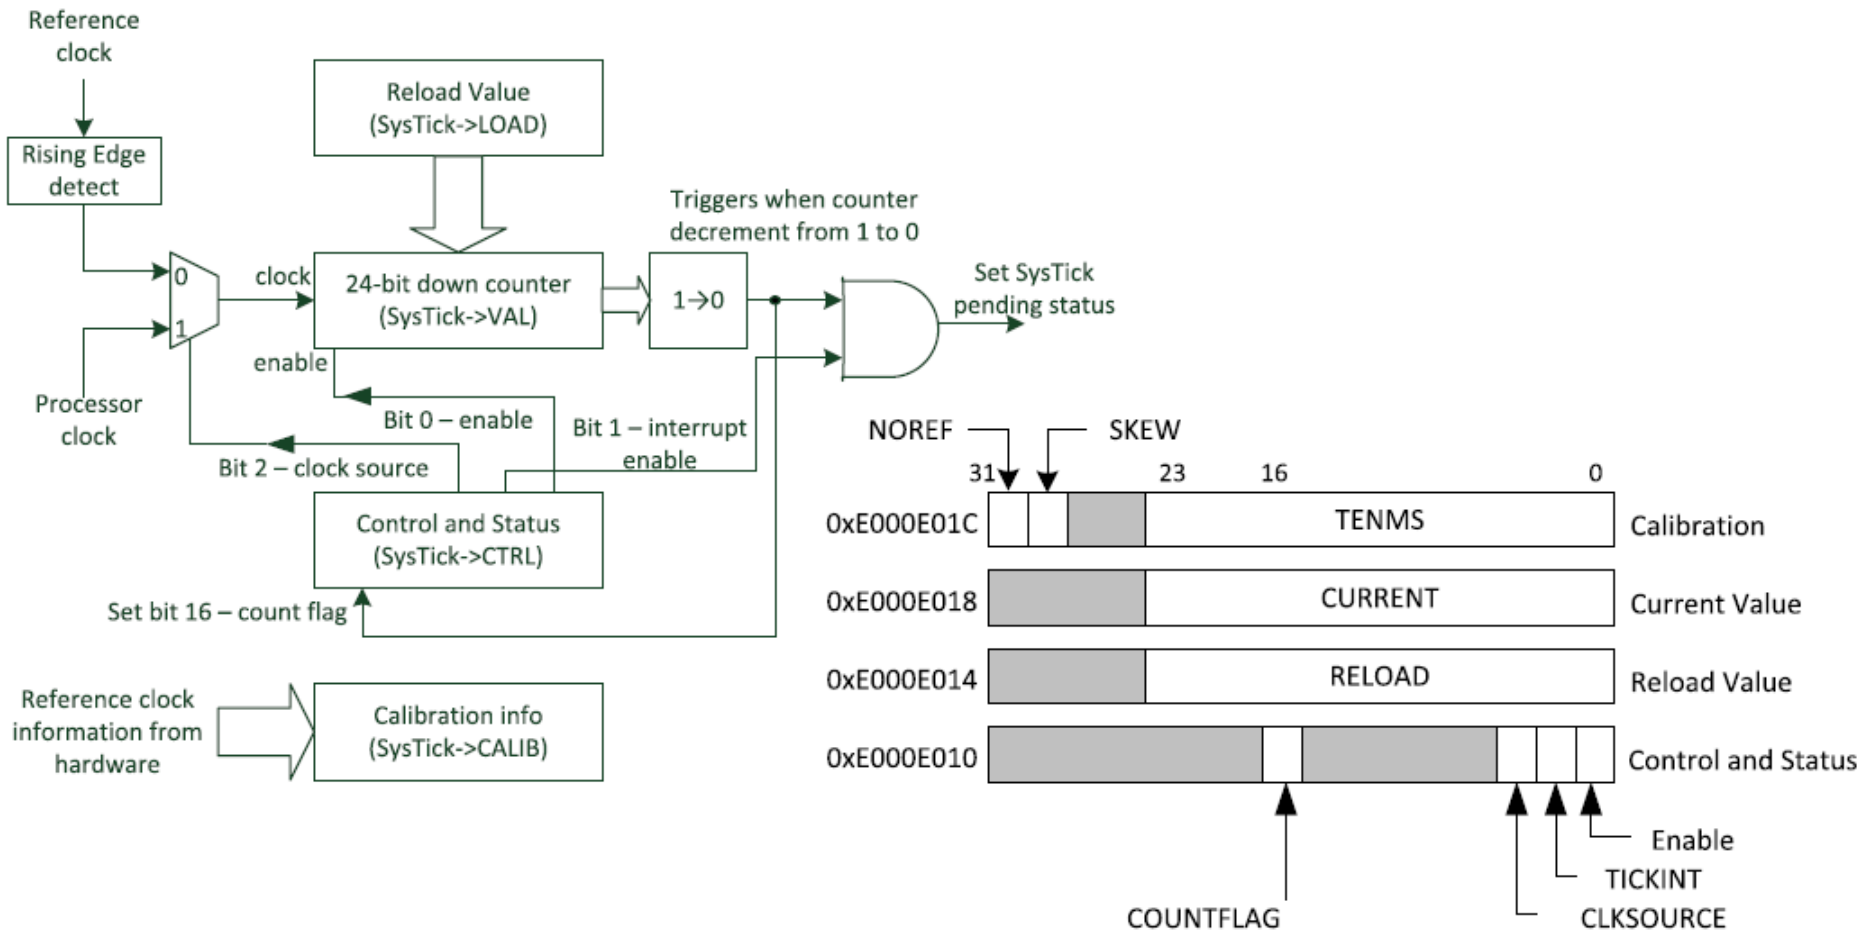 Reference
clock
Rising Edge
detect
Reload Value
(SysTick->LOAD)
Triggers when counter
decrement from 1 to 0
0
1
clock
24-bit down counter
(SysTick->VAL)
1→0
Set SysTick
pending status
enable
Processor
clock
Bit 0 – enable
Bit 1 – interrupt
enable
Bit 2 – clock source
Control and Status
(SysTick->CTRL)
Set bit 16 – count flag
Reference clock
information from
hardware
Calibration info
(SysTick->CALIB)
NOREF
SKEW
31
23
16
0
0xE000E01C
TENMS
Calibration
0xE000E018
CURRENT
Current Value
0xE000E014
RELOAD
Reload Value
0xE000E010
Control and Status
Enable
TICKINT
COUNTFLAG
CLKSOURCE